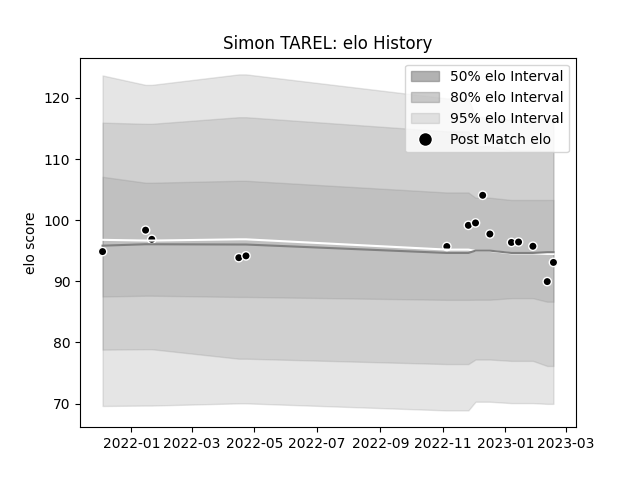 Simon TAREL: elo History
50% elo Interval
80% elo Interval
95% elo Interval
Post Match elo
elo score
120
110
100
90
80
70
2022-01 2022-03 2022-05 2022-07 2022-09 2022-11 2023-01 2023-03